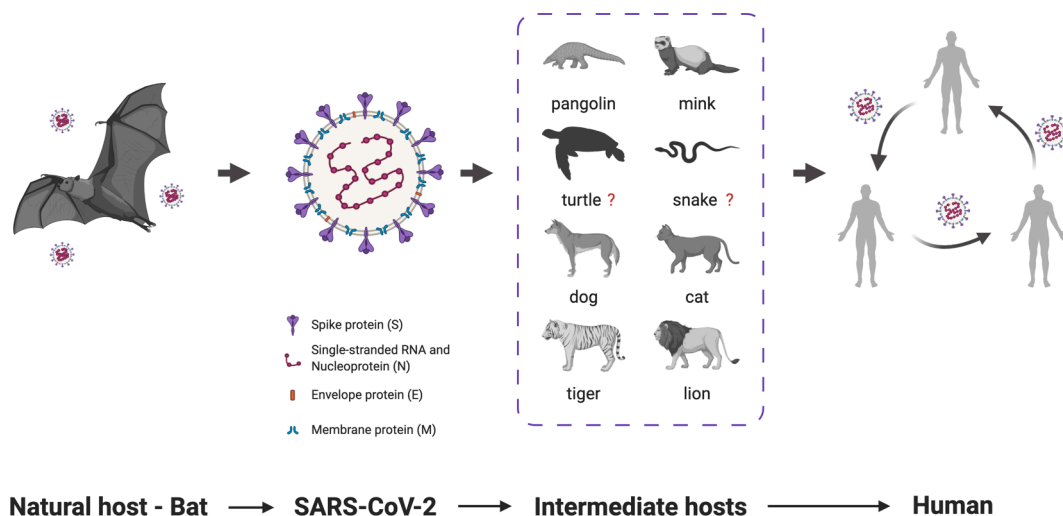 pangolin mink
turtle ? snake ?
dog cat
tiger lion
Spike protein (S)
Single-stranded RNA and
Nucleoprotein (N)
Envelope protein (E)
Membrane protein (M)
Natural host - Bat SARS-CoV-2 Intermediate hosts Human